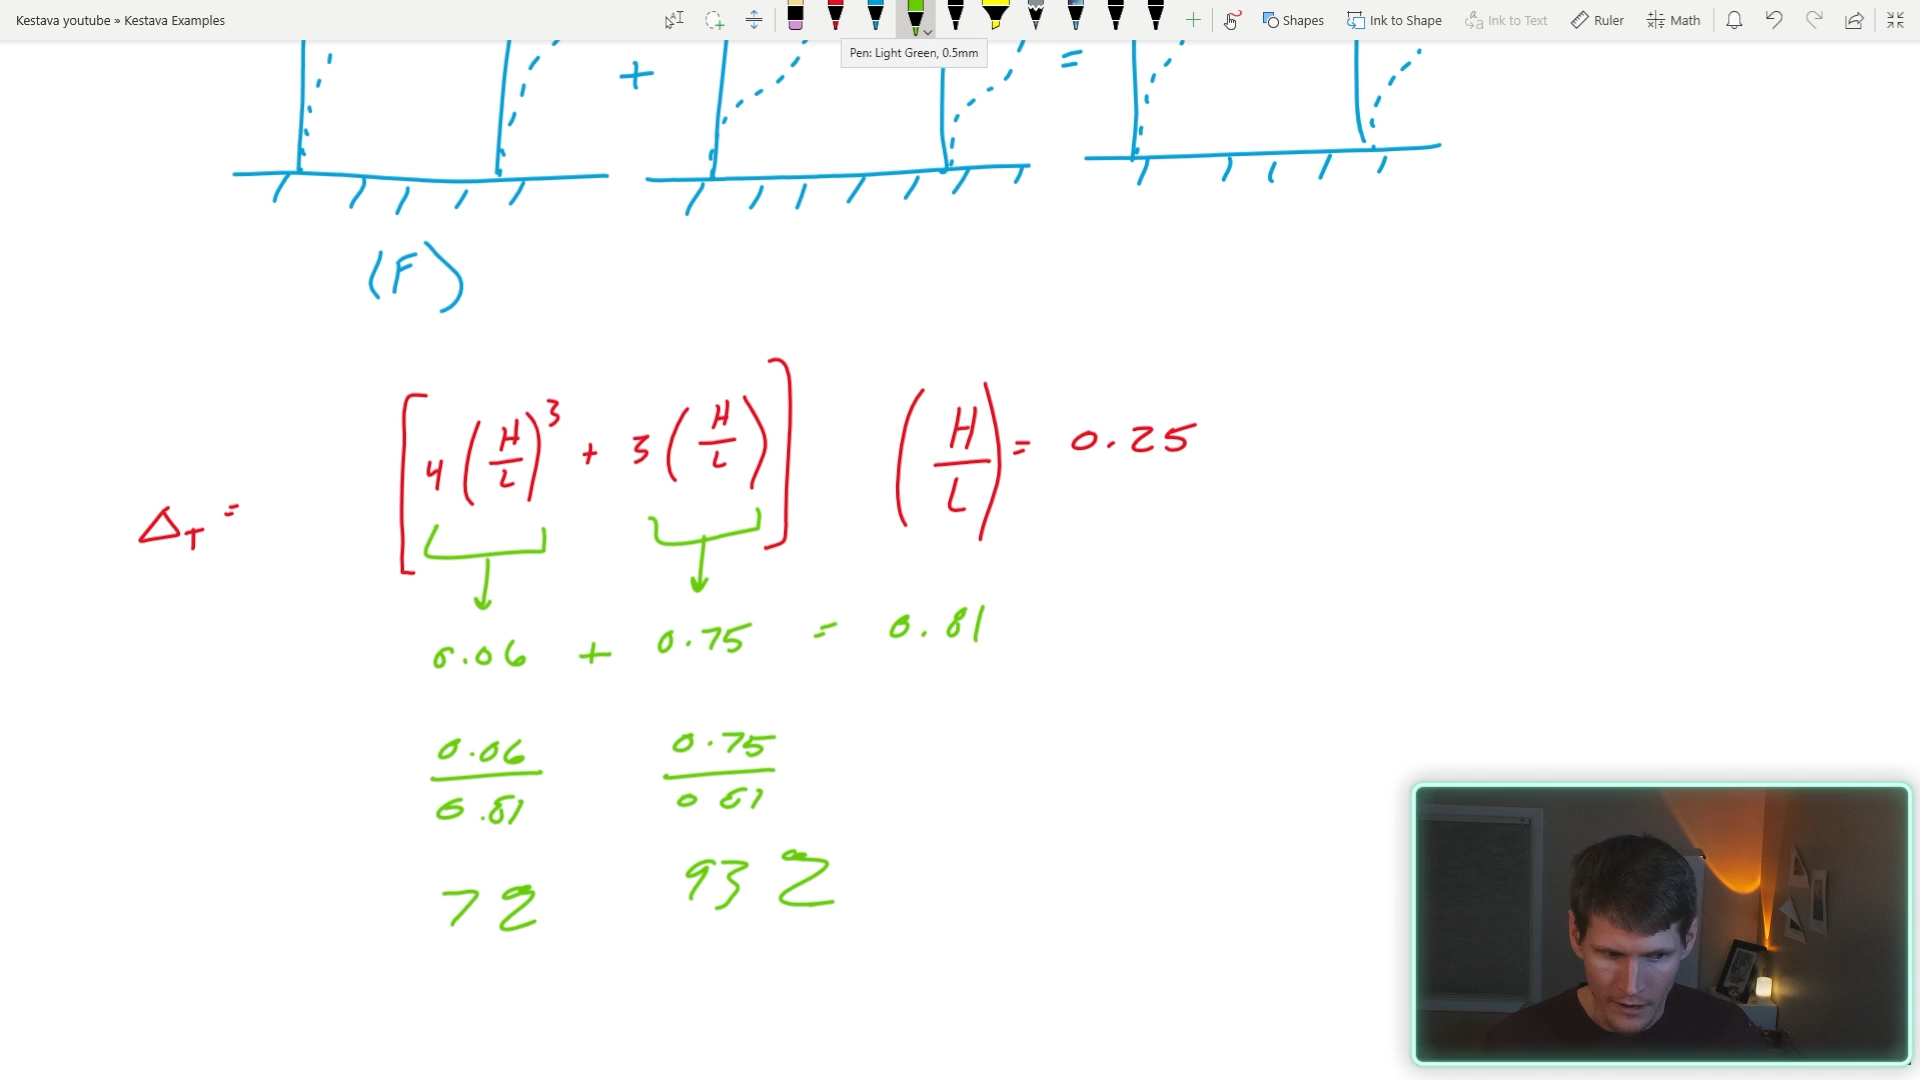 Kestava youtube » Kestava Examples
Shapes Ink to Shape Ink to Text Ruler Math
Pen: Light Green, 0.5mm
+ =
(F)
Δ_T = [4(H/L)^3 + 3(H/L)] (H/L) = 0.25
0.06 + 0.75 = 0.81
0.06/0.81 0.75/0.81
7% 93%